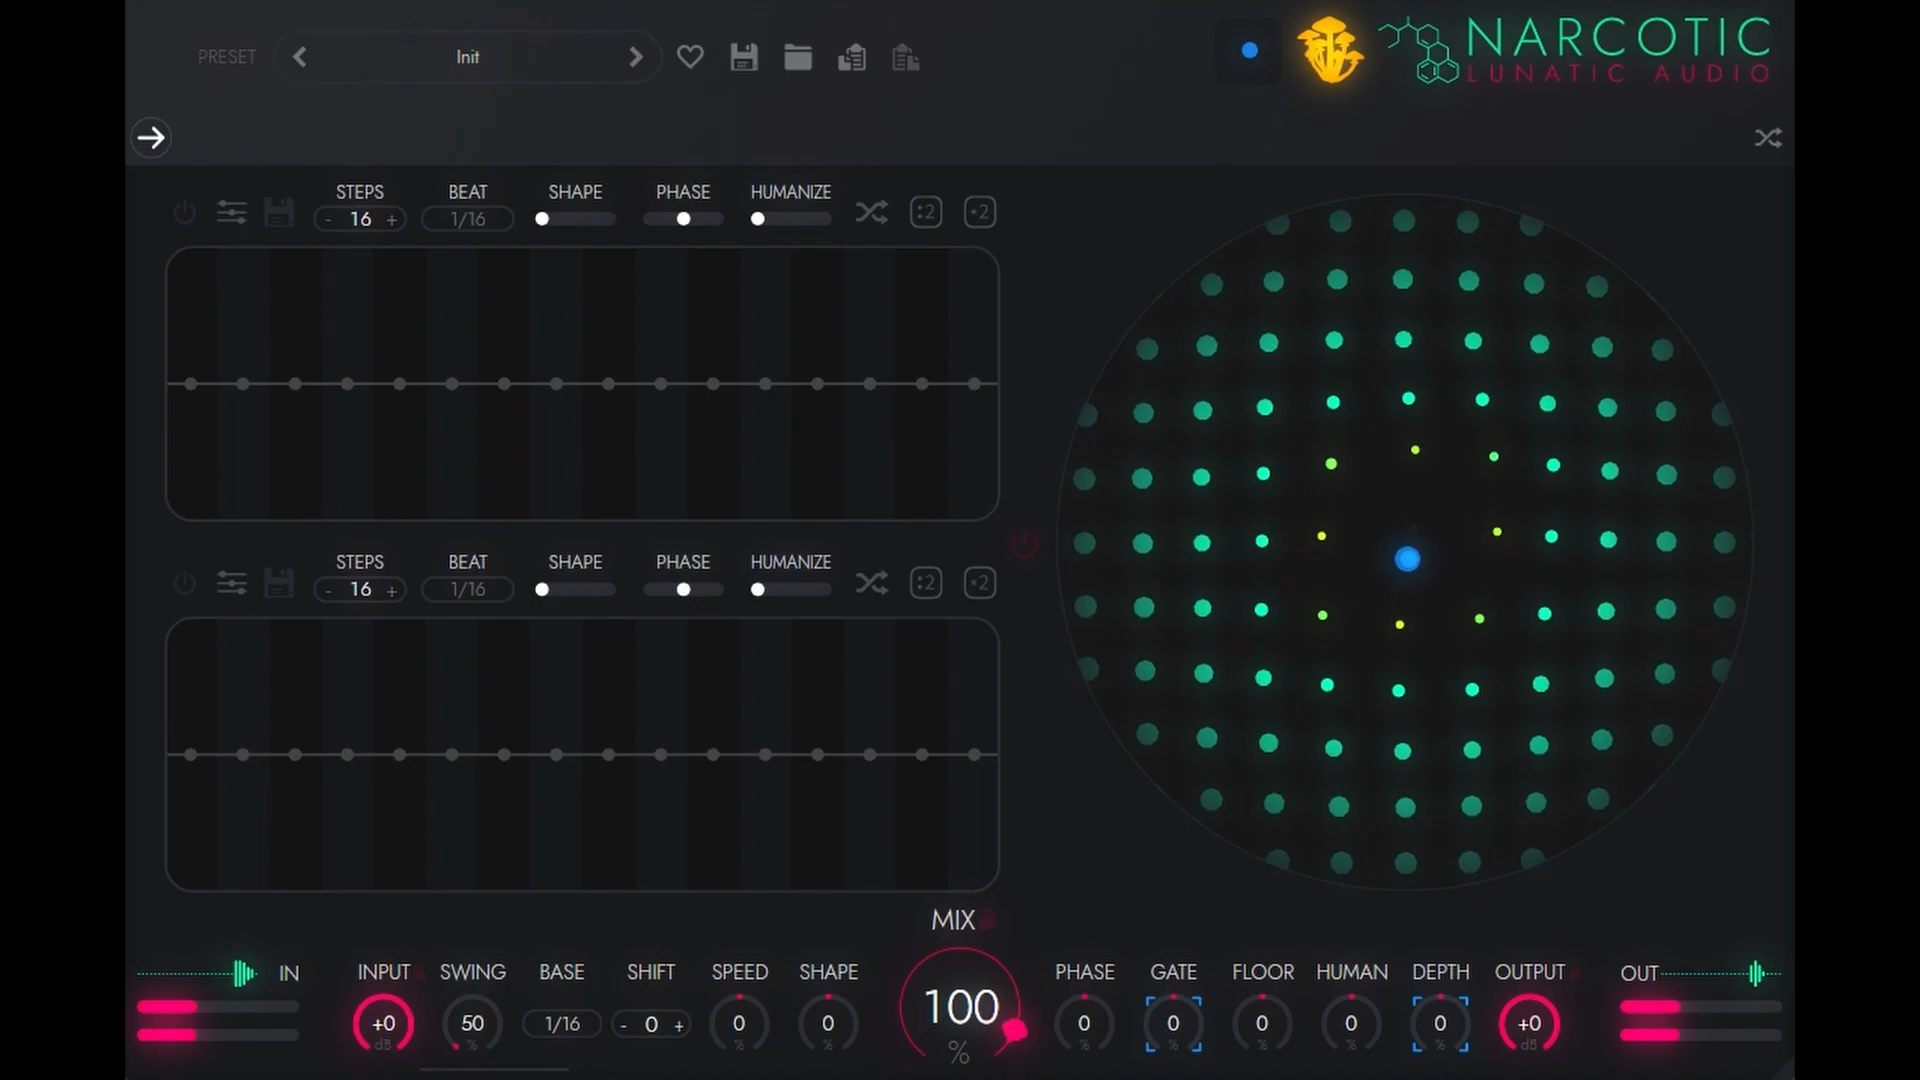 PRESET
Init
NARCOTIC
LUNATIC AUDIO
STEPS BEAT SHAPE PHASE HUMANIZE
- 16 + 1/16 :2 *2
STEPS BEAT SHAPE PHASE HUMANIZE
- 16 + 1/16 :2 *2
MIX
IN INPUT SWING BASE SHIFT SPEED SHAPE PHASE GATE FLOOR HUMAN DEPTH OUTPUT OUT
+0 50 1/16 - 0 + 0 0 100 0 0 0 0 0 +0
dB % % % % % % % % % dB